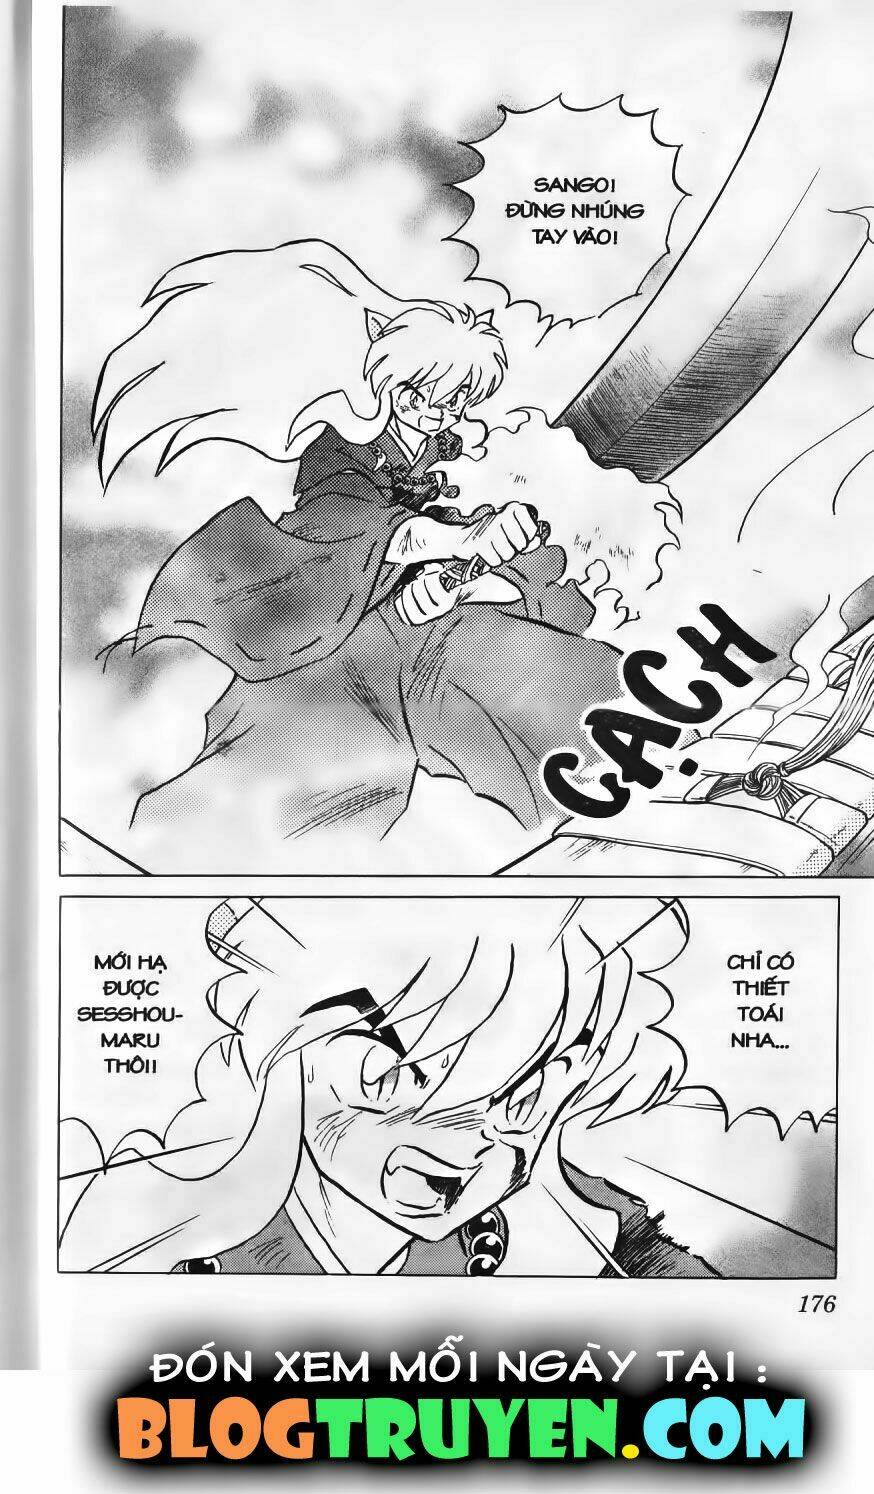 SANGO!
ĐỪNG NHÚNG
TAY VÀO!
CẠCH
CHỈ CÓ
THIẾT
TOÁI
NHA...
MỚI HẠ
ĐƯỢC
SESSHOU-
MARU
THÔI!
176
ĐÓN XEM MỖI NGÀY TẠI :
BLOGTRUYEN.COM